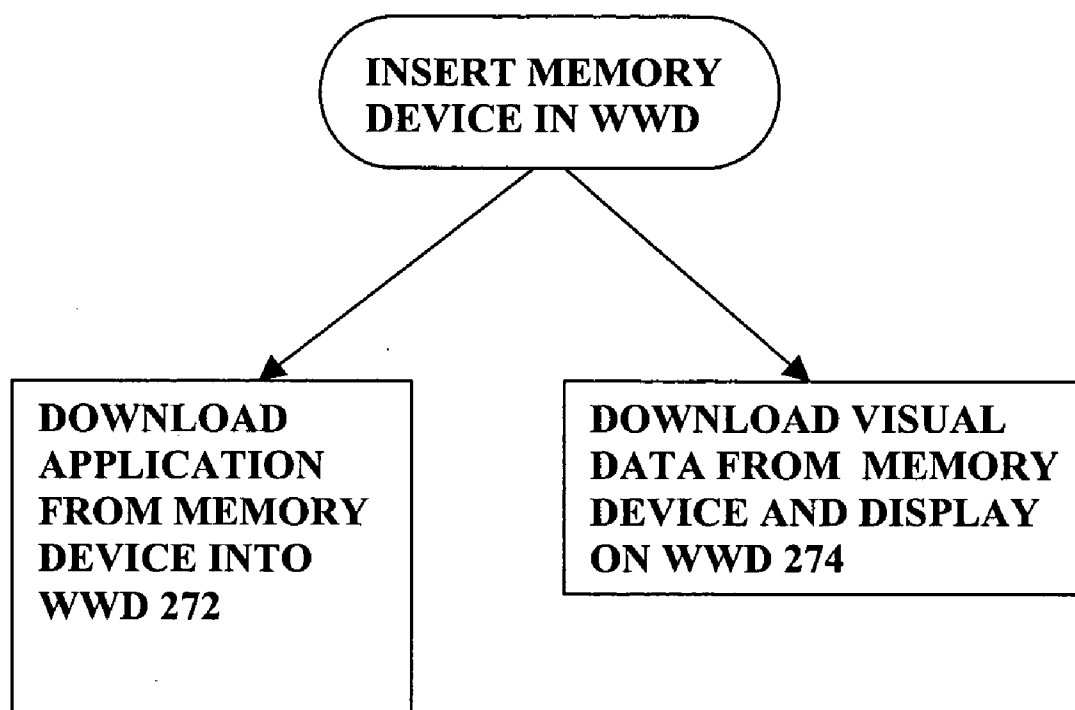 INSERT MEMORY
DEVICE IN WWD
DOWNLOAD
APPLICATION
FROM MEMORY
DEVICE INTO
WWD 272
DOWNLOAD VISUAL
DATA FROM MEMORY
DEVICE AND DISPLAY
ON WWD 274